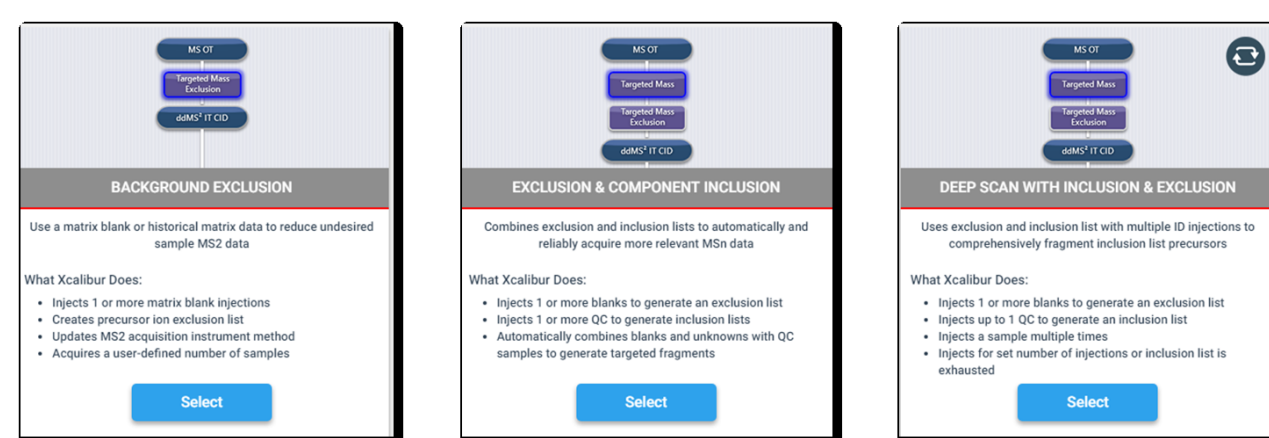 MS OT
Targeted Mass
Exclusion
ddMS² IT CID
BACKGROUND EXCLUSION
Use a matrix blank or historical matrix data to reduce undesired
sample MS2 data
What Xcalibur Does:
• Injects 1 or more matrix blank injections
• Creates precursor ion exclusion list
• Updates MS2 acquisition instrument method
• Acquires a user-defined number of samples
Select
MS OT
Targeted Mass
Targeted Mass
Exclusion
ddMS² IT CID
EXCLUSION & COMPONENT INCLUSION
Combines exclusion and inclusion lists to automatically and
reliably acquire more relevant MSn data
What Xcalibur Does:
• Injects 1 or more blanks to generate an exclusion list
• Injects 1 or more QC to generate inclusion lists
• Automatically combines blanks and unknowns with QC
samples to generate targeted fragments
Select
MS OT
Targeted Mass
Targeted Mass
Exclusion
ddMS² IT CID
DEEP SCAN WITH INCLUSION & EXCLUSION
Uses exclusion and inclusion list with multiple ID injections to
comprehensively fragment inclusion list precursors
What Xcalibur Does:
• Injects 1 or more blanks to generate an exclusion list
• Injects up to 1 QC to generate an inclusion list
• Injects a sample multiple times
• Injects for set number of injections or inclusion list is
exhausted
Select